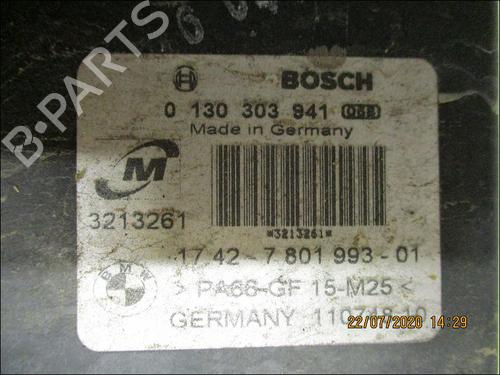 B-PARTS
BOSCH
0 130 303 941
Made in Germany
M
3213261
*3213261*
17 42 - 7 801 993 - 01
BMW
> PA66-GF 15-M25 <
GERMANY
22/07/2020 14:29